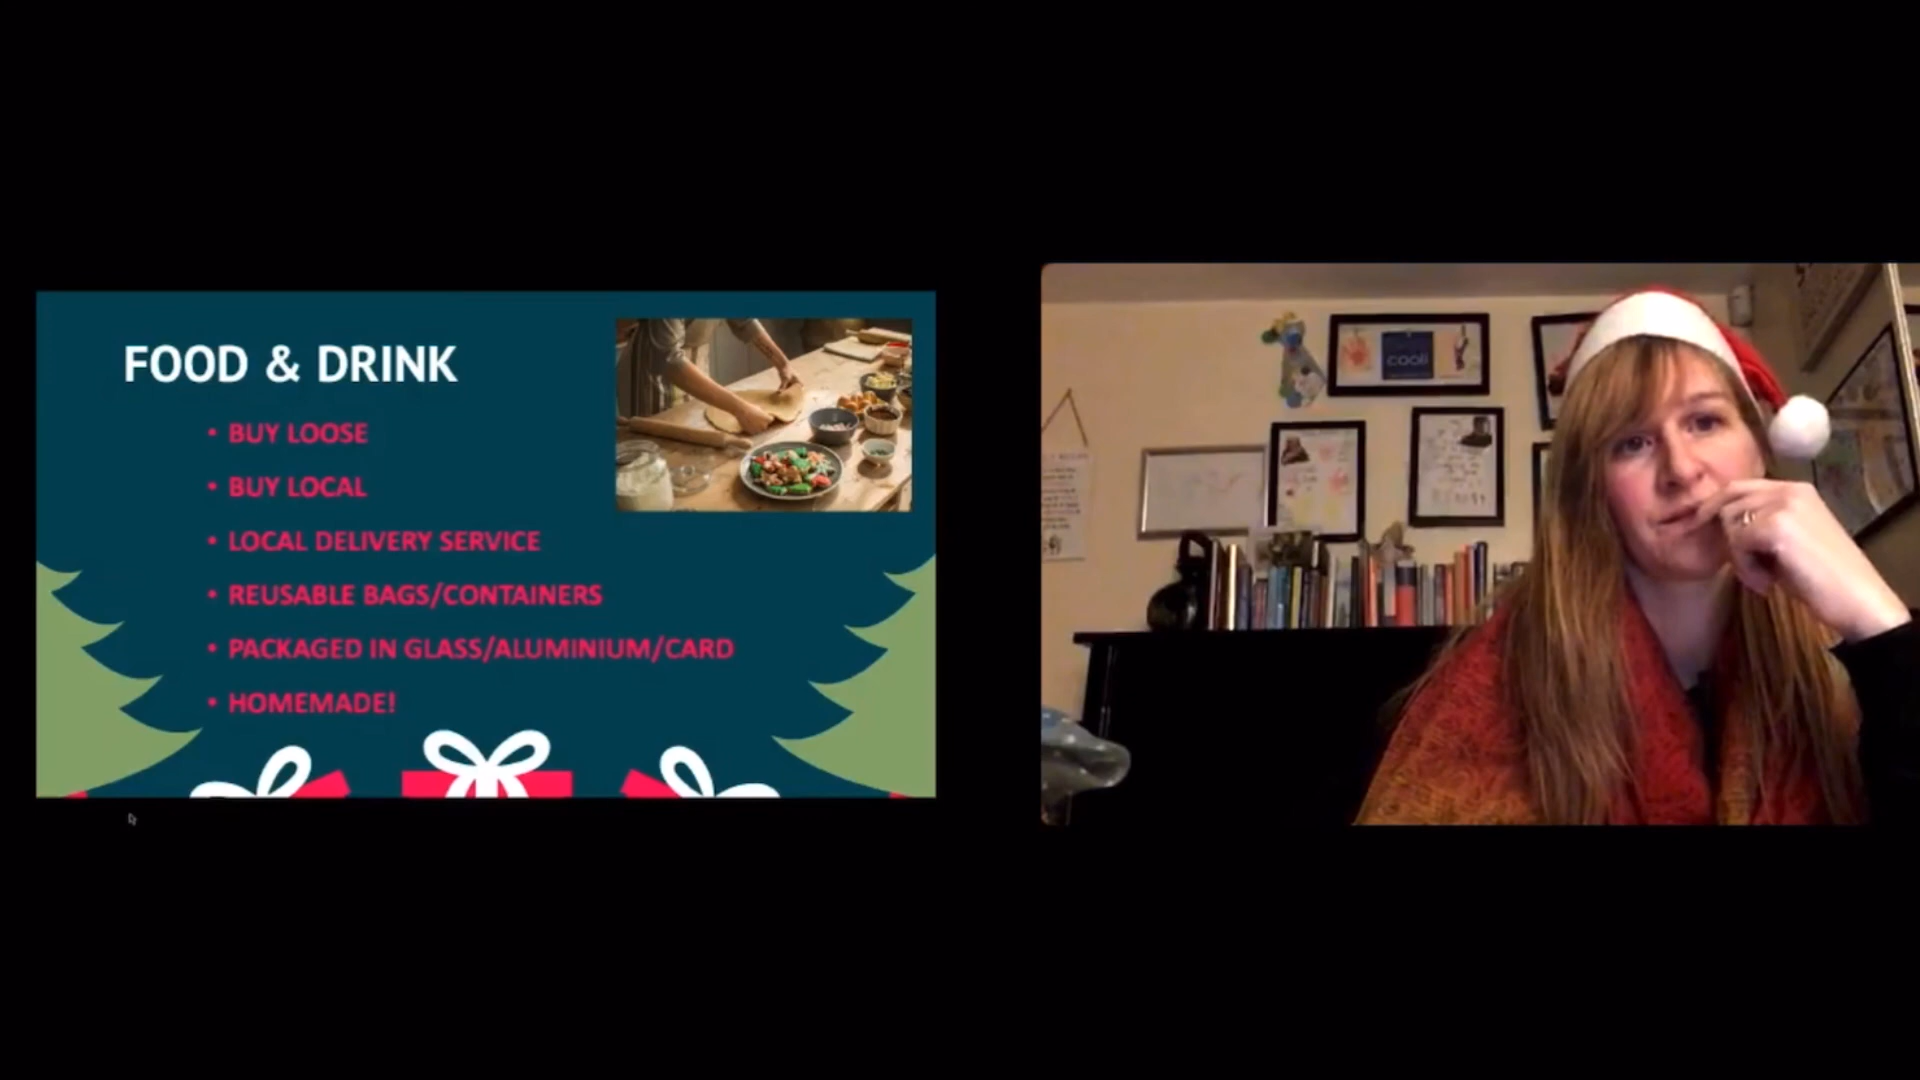 FOOD & DRINK
• BUY LOOSE
• BUY LOCAL
• LOCAL DELIVERY SERVICE
• REUSABLE BAGS/CONTAINERS
• PACKAGED IN GLASS/ALUMINIUM/CARD
• HOMEMADE!
cool